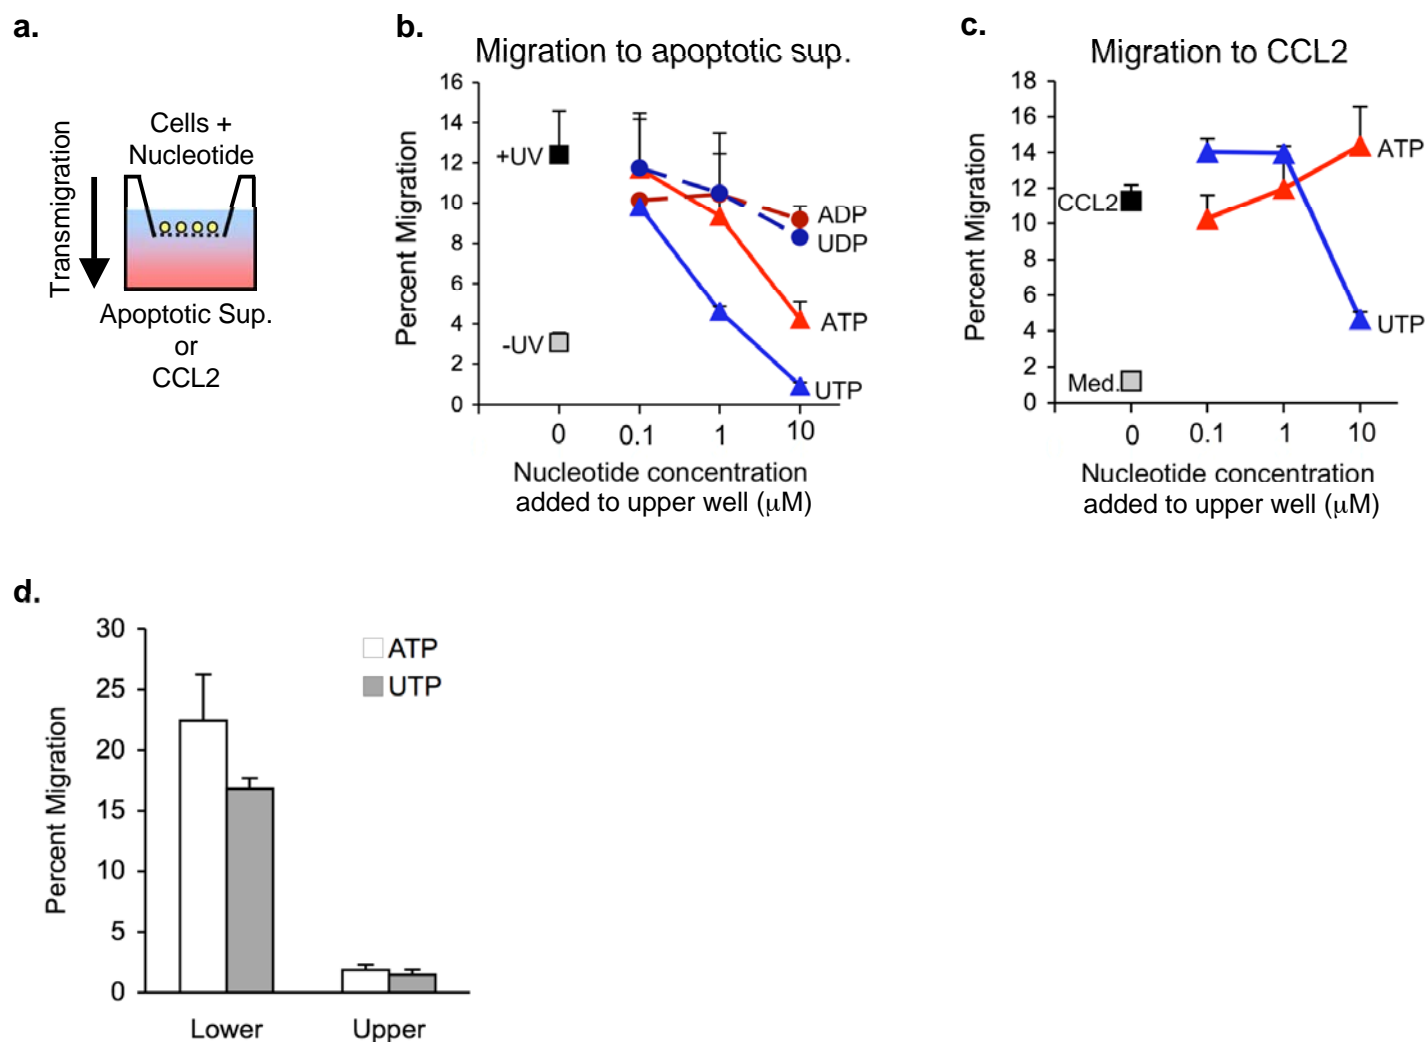 a.
Cells +
Nucleotide
Transmigration
Apoptotic Sup.
or
CCL2
b.
Migration to apoptotic sup.
Percent Migration
16
14
12
10
8
6
4
2
0
+UV
-UV
ADP
UDP
ATP
UTP
0
0.1
1
10
Nucleotide concentration
added to upper well (μM)
c.
Migration to CCL2
Percent Migration
18
16
14
12
10
8
6
4
2
0
CCL2
Med.
ATP
UTP
0
0.1
1
10
Nucleotide concentration
added to upper well (μM)
d.
Percent Migration
30
25
20
15
10
5
0
ATP
UTP
Lower
Upper